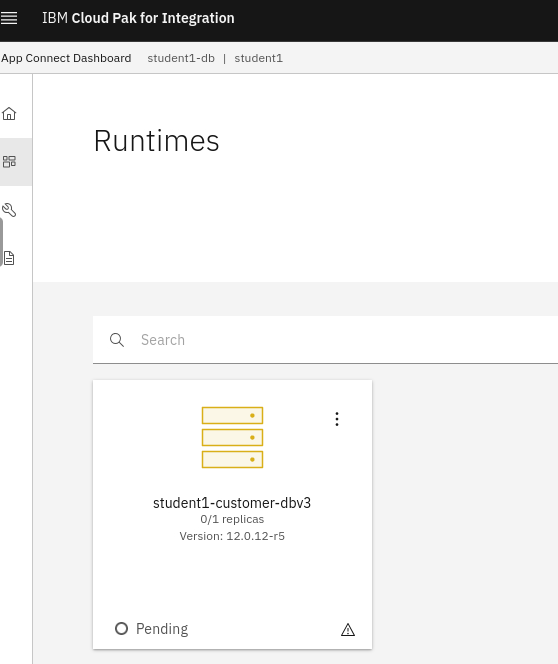 IBM Cloud Pak for Integration
App Connect Dashboard student1-db | student1
Runtimes
Search
student1-customer-dbv3
0/1 replicas
Version: 12.0.12-r5
Pending